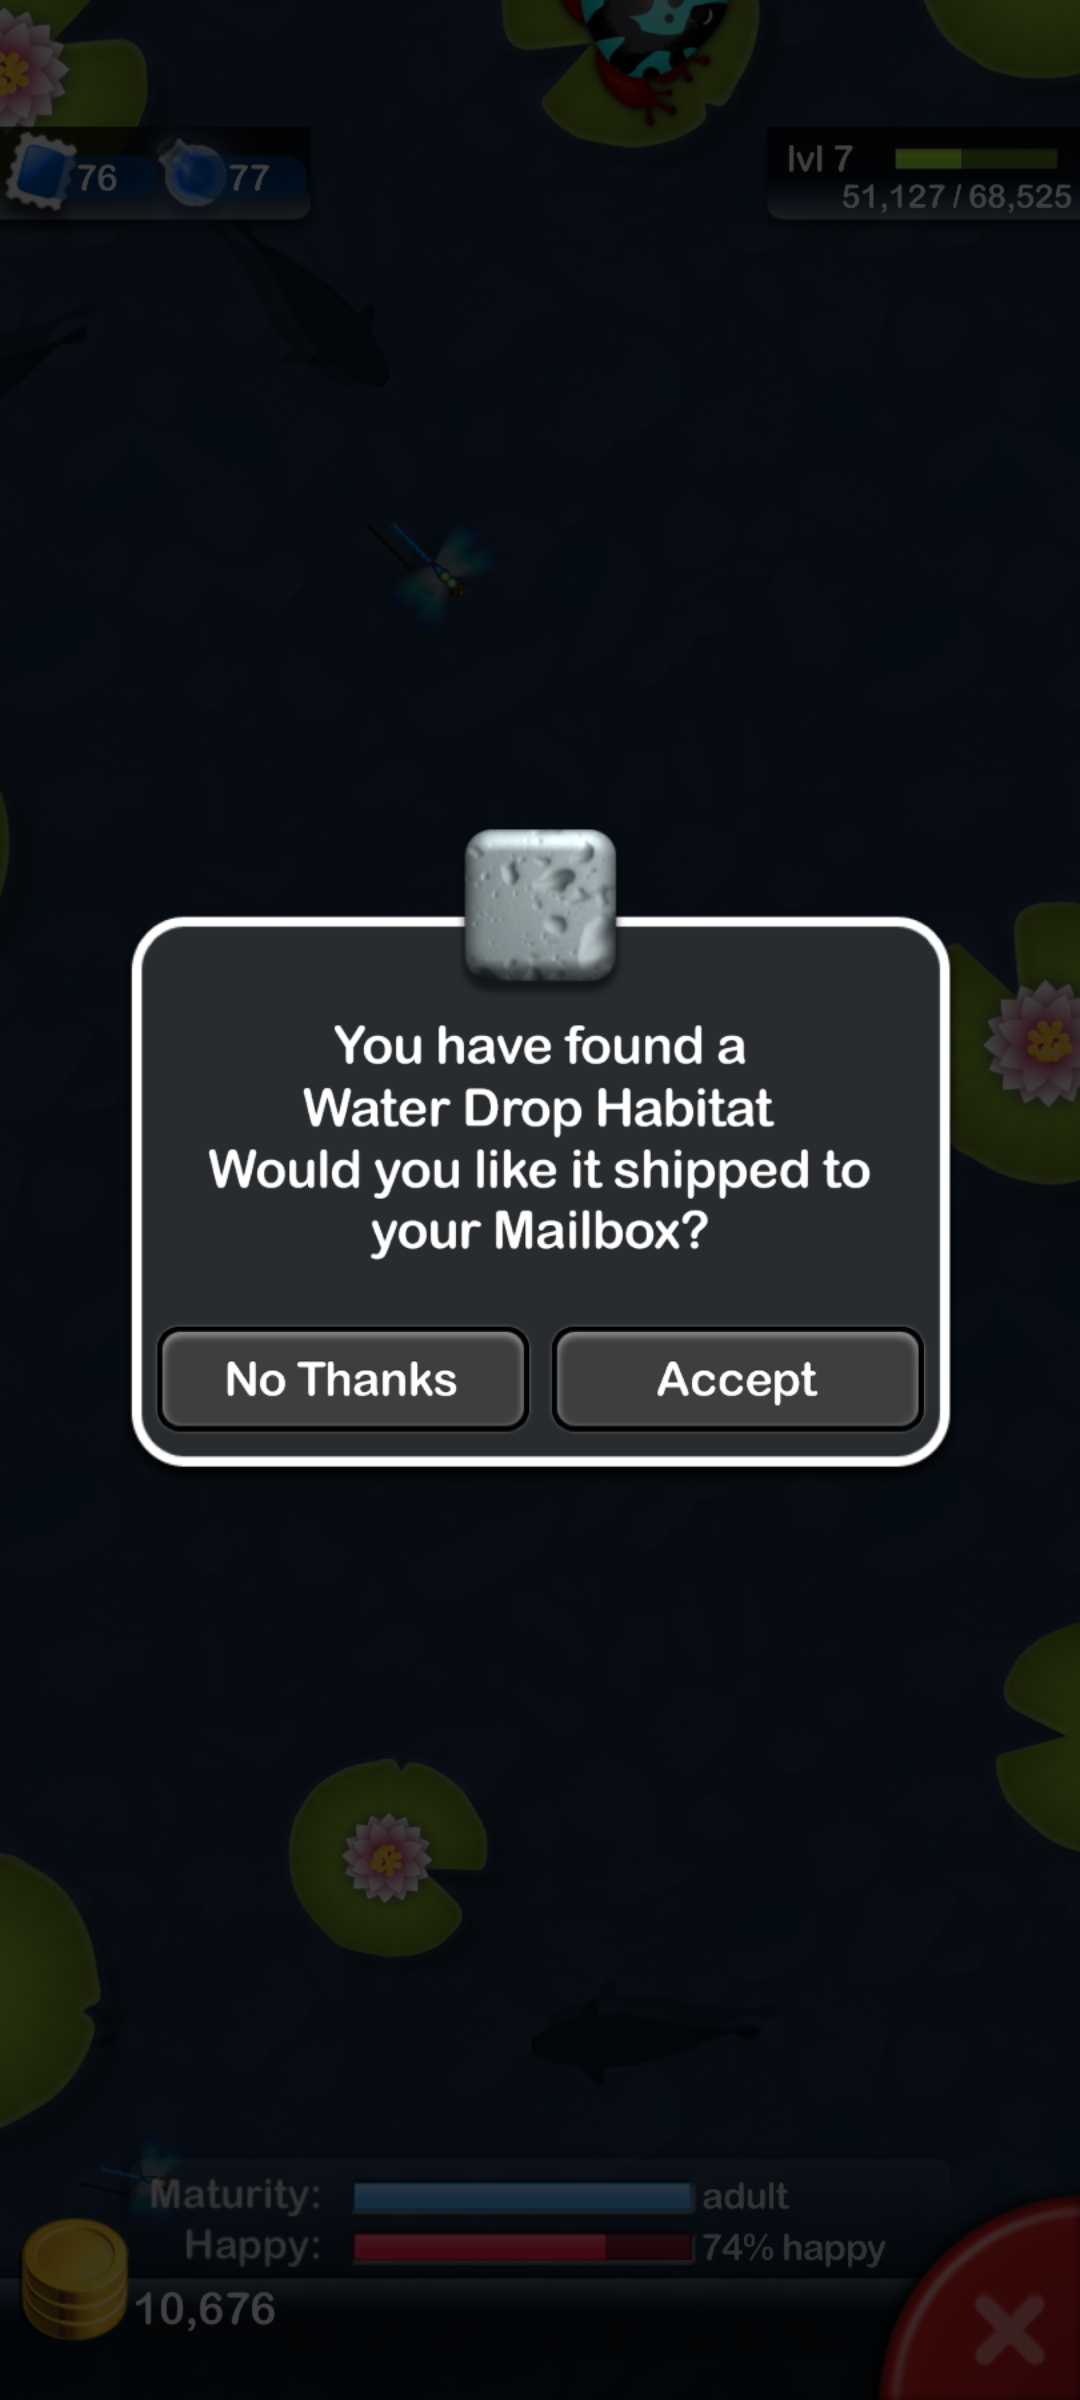 76
77
lvl 7
51,127 / 68,525
You have found a
Water Drop Habitat
Would you like it shipped to
your Mailbox?
No Thanks
Accept
Maturity:
adult
Happy:
74% happy
10,676